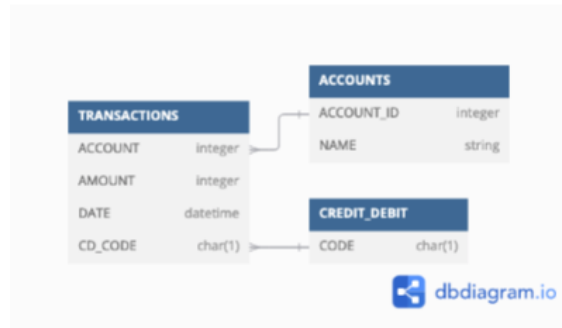 TRANSACTIONS
ACCOUNT integer
AMOUNT integer
DATE datetime
CD_CODE char(1)
ACCOUNTS
ACCOUNT_ID integer
NAME string
CREDIT_DEBIT
CODE char(1)
dbdiagram.io